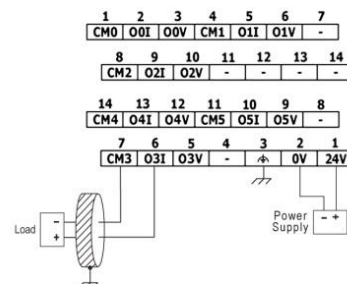 1 2 3 4 5 6 7
CM0 O0I O0V CM1 O1I O1V -
8 9 10 11 12 13 14
CM2 O2I O2V - - - -
14 13 12 11 10 9 8
CM4 O4I O4V CM5 O5I O5V -
7 6 5 4 3 2 1
CM3 O3I O3V - 0V 24V
Load - +
Power Supply - +